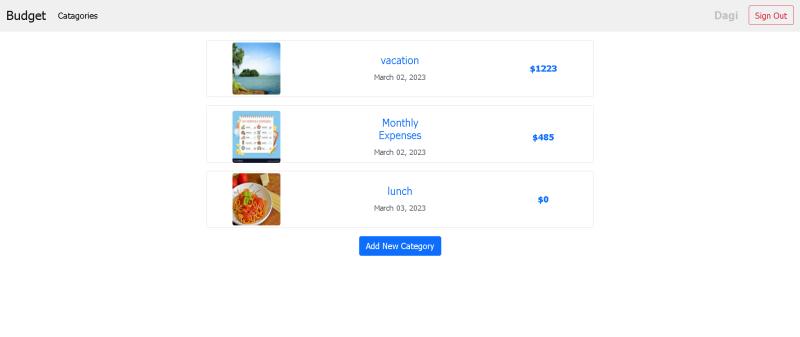 Budget Catagories Dagi Sign Out
vacation
March 02, 2023
$1223
Monthly
Expenses
March 02, 2023
$485
lunch
March 03, 2023
$0
Add New Category